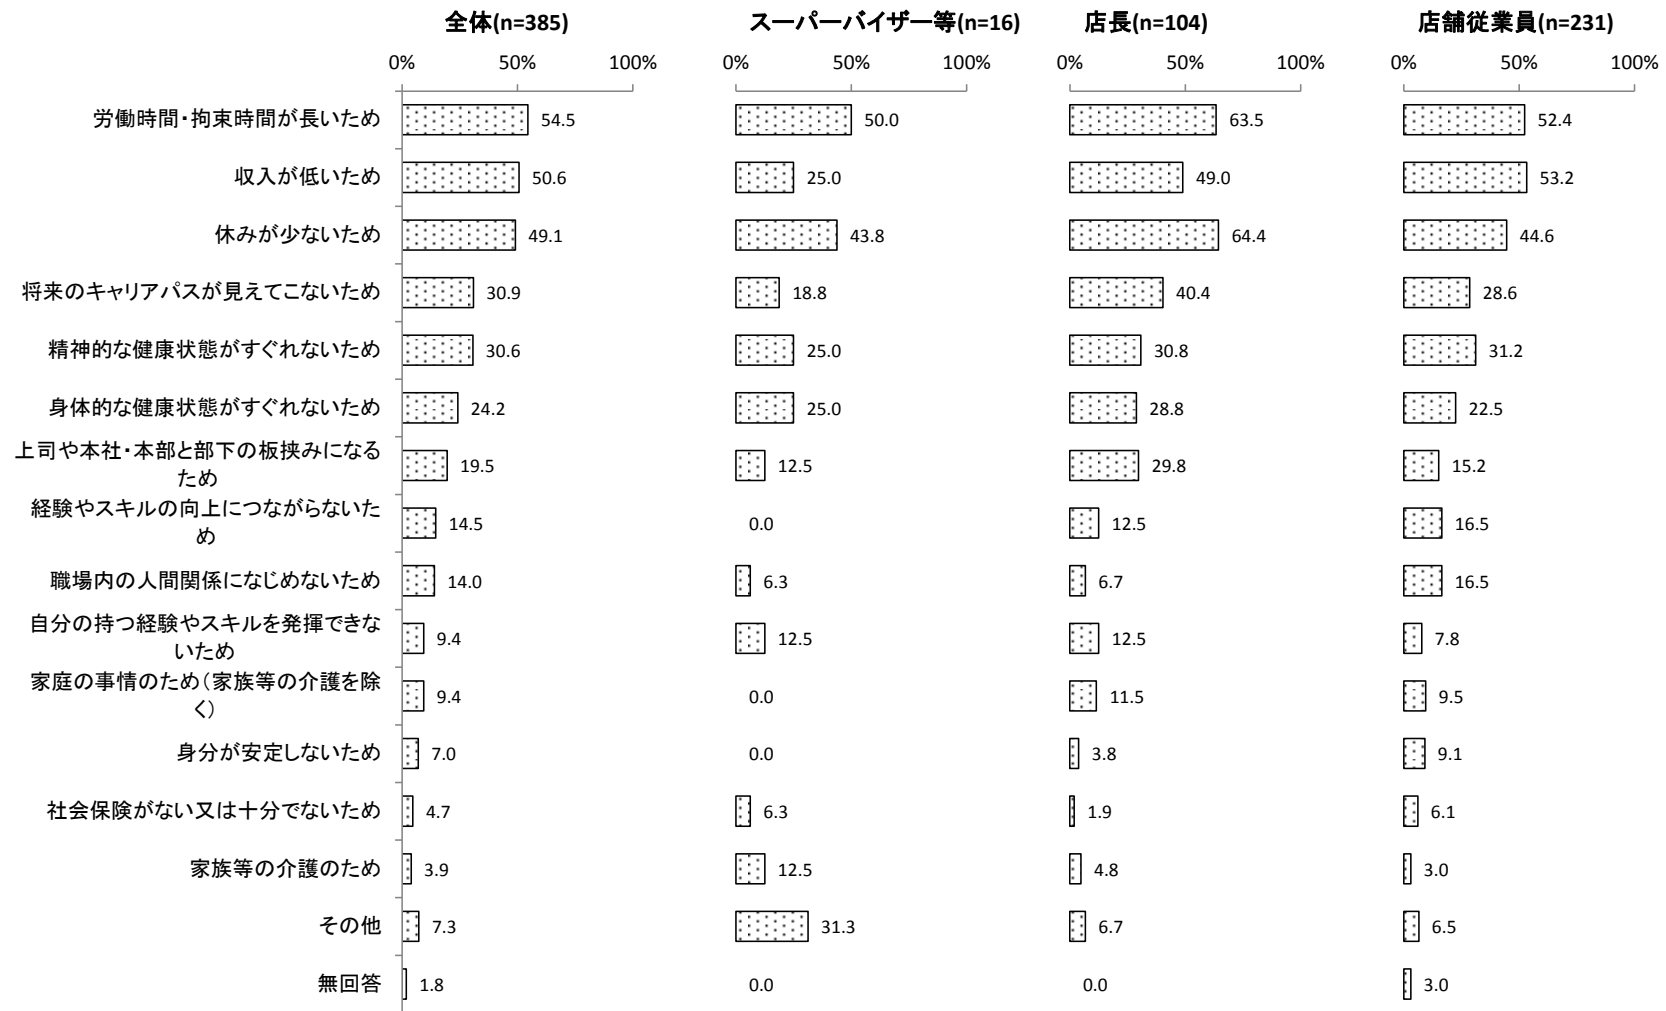 全体(n=385) スーパーバイザー等(n=16) 店長(n=104) 店舗従業員(n=231)
0% 50% 100% 0% 50% 100% 0% 50% 100% 0% 50% 100%
労働時間・拘束時間が長いため 54.5 50.0 63.5 52.4
収入が低いため 50.6 25.0 49.0 53.2
休みが少ないため 49.1 43.8 64.4 44.6
将来のキャリアパスが見えてこないため 30.9 18.8 40.4 28.6
精神的な健康状態がすぐれないため 30.6 25.0 30.8 31.2
身体的な健康状態がすぐれないため 24.2 25.0 28.8 22.5
上司や本社・本部と部下の板挟みになる
ため 19.5 12.5 29.8 15.2
経験やスキルの向上につながらないた
め 14.5 0.0 12.5 16.5
職場内の人間関係になじめないため 14.0 6.3 6.7 16.5
自分の持つ経験やスキルを発揮できな
いため 9.4 12.5 12.5 7.8
家庭の事情のため（家族等の介護を除
く） 9.4 0.0 11.5 9.5
身分が安定しないため 7.0 0.0 3.8 9.1
社会保険がない又は十分でないため 4.7 6.3 1.9 6.1
家族等の介護のため 3.9 12.5 4.8 3.0
その他 7.3 31.3 6.7 6.5
無回答 1.8 0.0 0.0 3.0